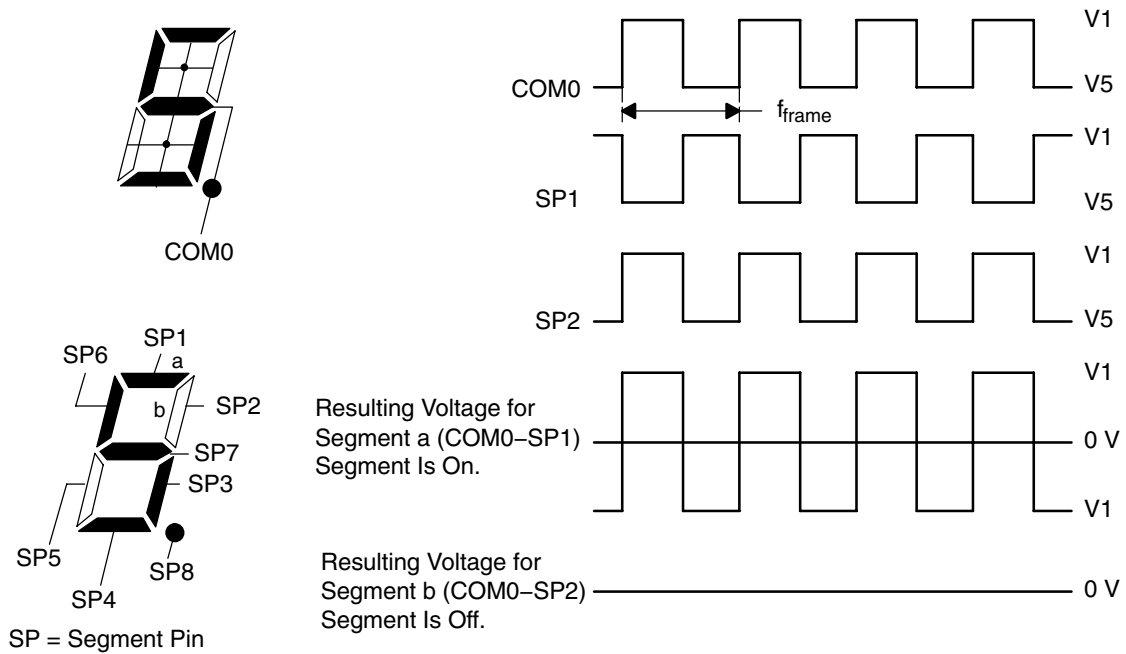 COM0
SP1
a
SP6
b
SP2
SP7
SP3
SP5
SP8
SP4
SP = Segment Pin
V1
COM0
V5
fframe
V1
SP1
V5
V1
SP2
V5
V1
Resulting Voltage for
Segment a (COM0−SP1)
Segment Is On.
0 V
V1
Resulting Voltage for
Segment b (COM0−SP2)
Segment Is Off.
0 V